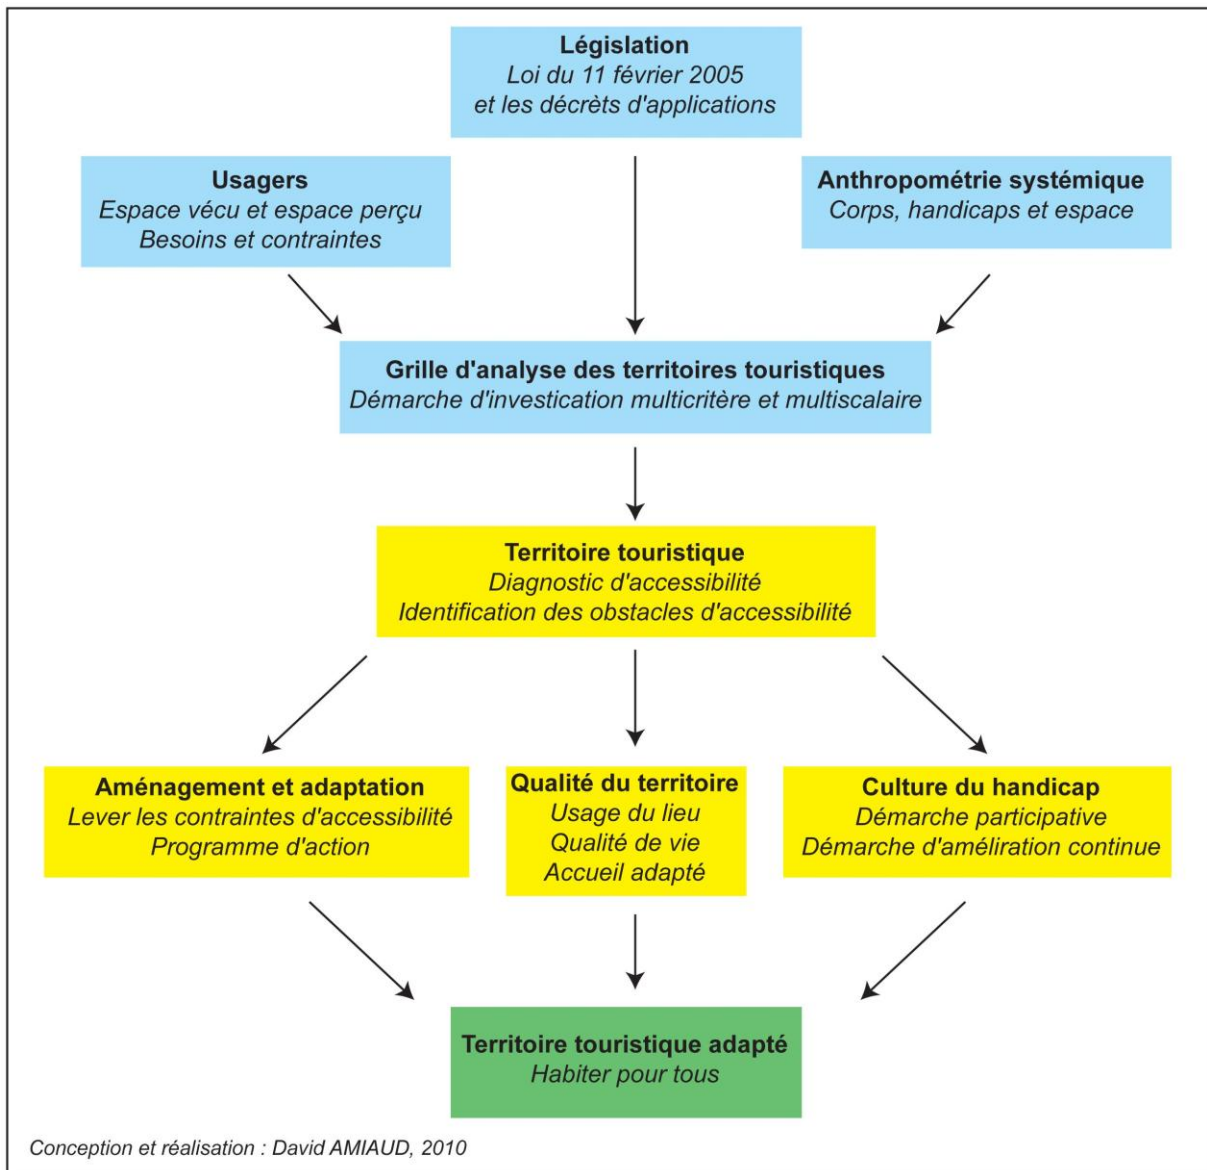 Législation
Loi du 11 février 2005
et les décrèts d'applications
Usagers
Espace vécu et espace perçu
Besoins et contraintes
Anthropométrie systémique
Corps, handicaps et espace
Grille d'analyse des territoires touristiques
Démarche d'investication multicritère et multiscalaire
Territoire touristique
Diagnostic d'accessibilité
Identification des obstacles d'accessibilité
Aménagement et adaptation
Lever les contraintes d'accessibilité
Programme d'action
Qualité du territoire
Usage du lieu
Qualité de vie
Accueil adapté
Culture du handicap
Démarche participative
Démarche d'améliration continue
Territoire touristique adapté
Habiter pour tous
Conception et réalisation : David AMIAUD, 2010